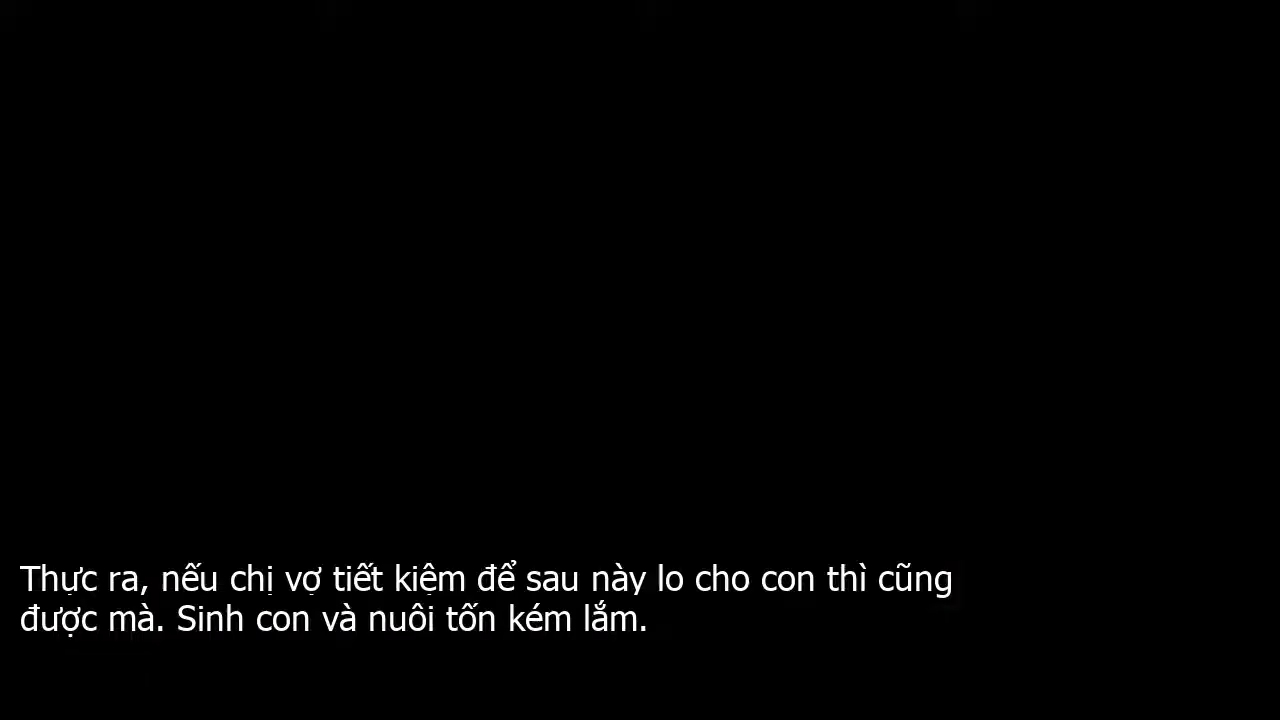 Thực ra, nếu chị vợ tiết kiệm để sau này lo cho con thì cũng
được mà. Sinh con và nuôi tốn kém lắm.